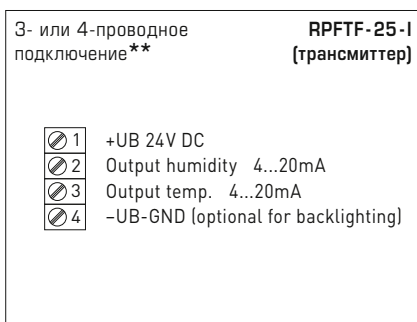 3- или 4-проводное RPFTF-25-I
подключение** (трансмиттер)
1 +UB 24V DC
2 Output humidity 4...20mA
3 Output temp. 4...20mA
4 –UB-GND (optional for backlighting)